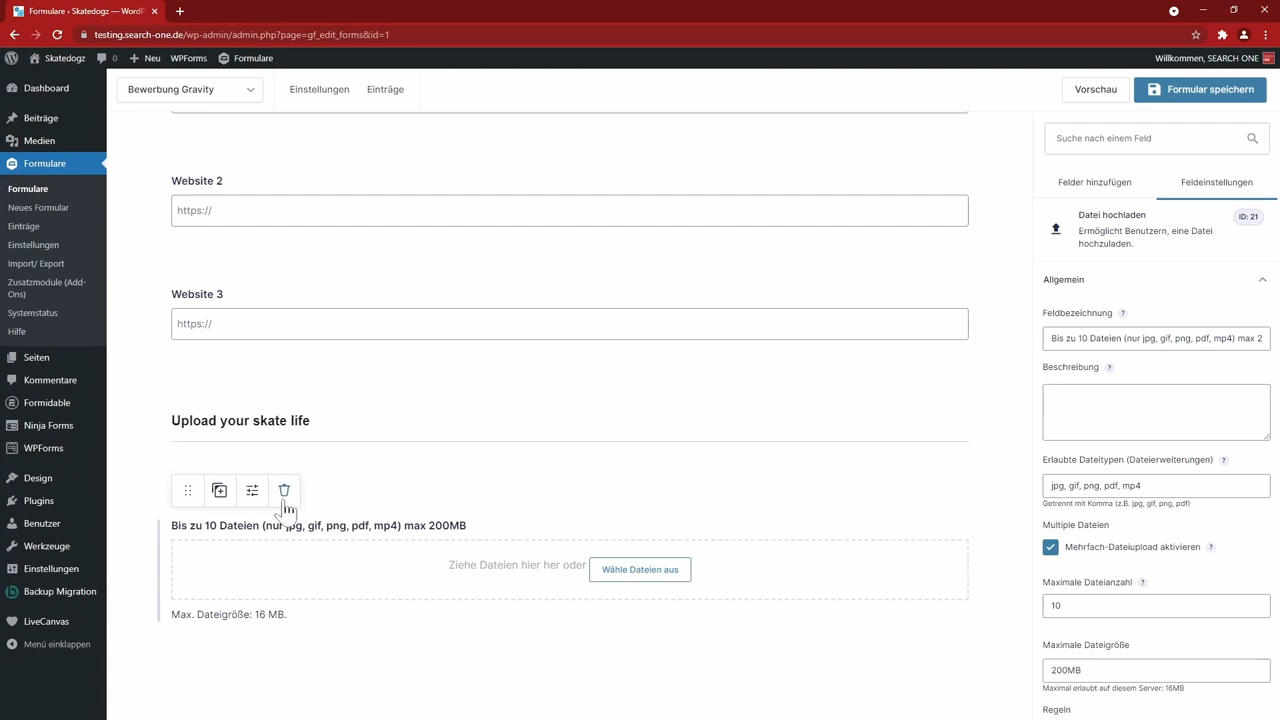 Formulare ‹ Skatedogz — WordP
testing.search-one.de/wp-admin/admin.php?page=gf_edit_forms&id=1
Skatedogz
0
Neu
WPForms
Formulare
Willkommen, SEARCH ONE
Dashboard
Beiträge
Medien
Formulare
Formulare
Neues Formular
Einträge
Einstellungen
Import/ Export
Zusatzmodule (Add-
Ons)
Systemstatus
Hilfe
Seiten
Kommentare
Formidable
Ninja Forms
WPForms
Design
Plugins
Benutzer
Werkzeuge
Einstellungen
Backup Migration
LiveCanvas
Menü einklappen
Bewerbung Gravity
Einstellungen
Einträge
Vorschau
Formular speichern
Website 2
https://
Website 3
https://
Upload your skate life
Bis zu 10 Dateien (nur jpg, gif, png, pdf, mp4) max 200MB
Ziehe Dateien hier her oder
Wähle Dateien aus
Max. Dateigröße: 16 MB.
Suche nach einem Feld
Felder hinzufügen
Feldeinstellungen
Datei hochladen
ID: 21
Ermöglicht Benutzern, eine Datei
hochzuladen.
Allgemein
Feldbezeichnung ?
Bis zu 10 Dateien (nur jpg, gif, png, pdf, mp4) max 2
Beschreibung ?
Erlaubte Dateitypen (Dateierweiterungen) ?
jpg, gif, png, pdf, mp4
Getrennt mit Komma (z.B. jpg, gif, png, pdf)
Multiple Dateien
Mehrfach-Dateiupload aktivieren ?
Maximale Dateianzahl ?
10
Maximale Dateigröße
200MB
Maximal erlaubt auf diesem Server: 16MB
Regeln